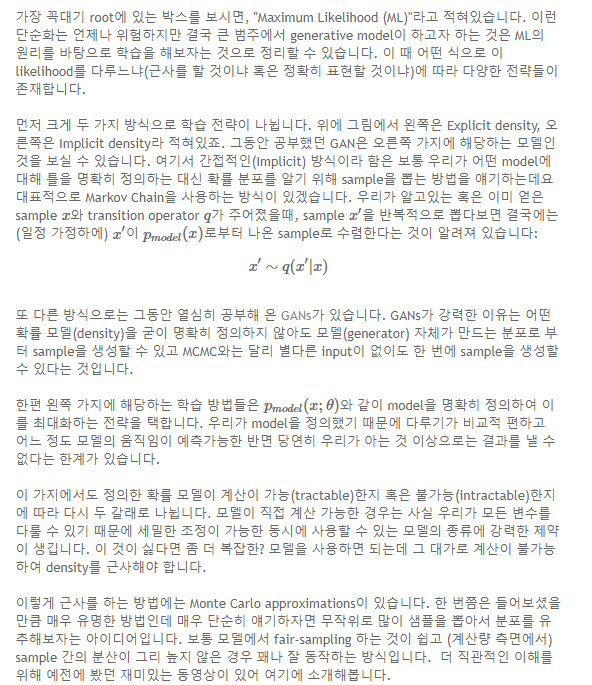 가장 꼭대기 root에 있는 박스를 보시면, "Maximum Likelihood (ML)"라고 적혀있습니다. 이런
단순화는 언제나 위험하지만 결국 큰 범주에서 generative model이 하고자 하는 것은 ML의
원리를 바탕으로 학습을 해보자는 것으로 정리할 수 있습니다. 이 때 어떤 식으로 이
likelihood를 다루느냐(근사를 할 것이냐 혹은 정확히 표현할 것이냐)에 따라 다양한 전략들이
존재합니다.
먼저 크게 두 가지 방식으로 학습 전략이 나뉩니다. 위에 그림에서 왼쪽은 Explicit density, 오
른쪽은 Implicit density라 적혀있죠. 그동안 공부했던 GAN은 오른쪽 가지에 해당하는 모델인
것을 보실 수 있습니다. 여기서 간접적인(Implicit) 방식이라 함은 보통 우리가 어떤 model에
대해 틀을 명확히 정의하는 대신 확률 분포를 알기 위해 sample을 뽑는 방법을 얘기하는데요
대표적으로 Markov Chain을 사용하는 방식이 있겠습니다. 우리가 알고있는 혹은 이미 얻은
sample x와 transition operator q가 주어졌을때, sample x′을 반복적으로 뽑다보면 결국에는
(일정 가정하에) x′이 p_model(x)로부터 나온 sample로 수렴한다는 것이 알려져 있습니다:
x′ ∼ q(x′|x)
또 다른 방식으로는 그동안 열심히 공부해 온 GANs가 있습니다. GANs가 강력한 이유는 어떤
확률 모델(density)을 굳이 명확히 정의하지 않아도 모델(generator) 자체가 만드는 분포로 부
터 sample을 생성할 수 있고 MCMC와는 달리 별다른 input이 없이도 한 번에 sample을 생성할
수 있다는 것입니다.
한편 왼쪽 가지에 해당하는 학습 방법들은 p_model(x; θ)와 같이 model을 명확히 정의하여 이
를 최대화하는 전략을 택합니다. 우리가 model을 정의했기 때문에 다루기가 비교적 편하고
어느 정도 모델의 움직임이 예측가능한 반면 당연히 우리가 아는 것 이상으로는 결과를 낼 수
없다는 한계가 있습니다.
이 가지에서도 정의한 확률 모델이 계산이 가능(tractable)한지 혹은 불가능(intractable)한지
에 따라 다시 두 갈래로 나뉩니다. 모델이 직접 계산 가능한 경우는 사실 우리가 모든 변수를
다룰 수 있기 때문에 세밀한 조정이 가능한 동시에 사용할 수 있는 모델의 종류에 강력한 제약
이 생깁니다. 이 것이 싫다면 좀 더 복잡한? 모델을 사용하면 되는데 그 대가로 계산이 불가능
하여 density를 근사해야 합니다.
이렇게 근사를 하는 방법에는 Monte Carlo approximations이 있습니다. 한 번쯤은 들어보셨을
만큼 매우 유명한 방법인데 매우 단순히 얘기하자면 무작위로 많이 샘플을 뽑아서 분포를 유
추해보자는 아이디어입니다. 보통 모델에서 fair-sampling 하는 것이 쉽고 (계산량 측면에서)
sample 간의 분산이 그리 높지 않은 경우 꽤나 잘 동작하는 방식입니다. 더 직관적인 이해를
위해 예전에 봤던 재미있는 동영상이 있어 여기에 소개해봅니다.